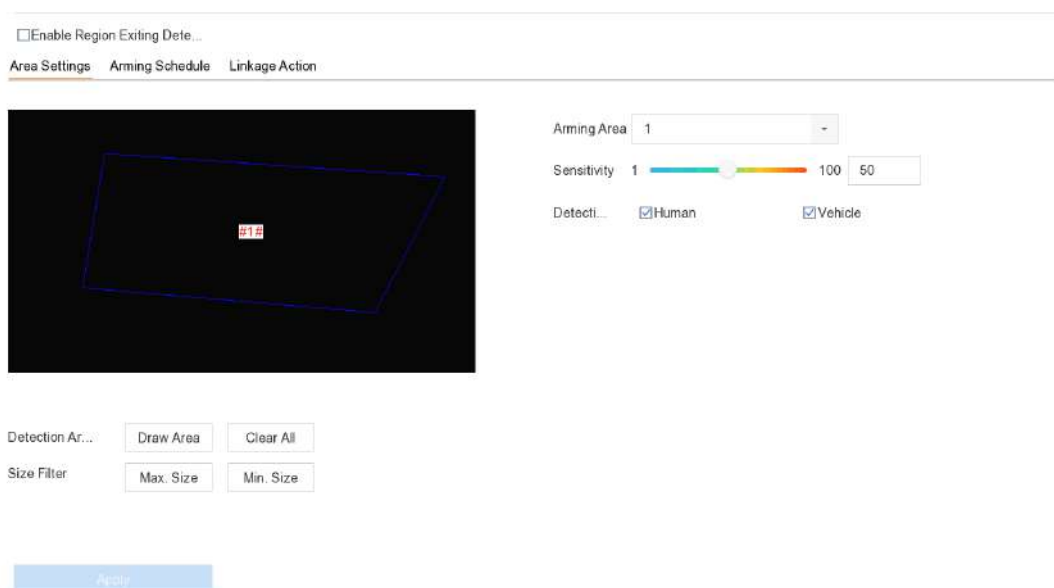 Enable Region Exiting Dete...
Area Settings Arming Schedule Linkage Action
#1#
Arming Area 1
Sensitivity 1 100 50
Detecti... Human Vehicle
Detection Ar... Draw Area Clear All
Size Filter Max. Size Min. Size
Apply